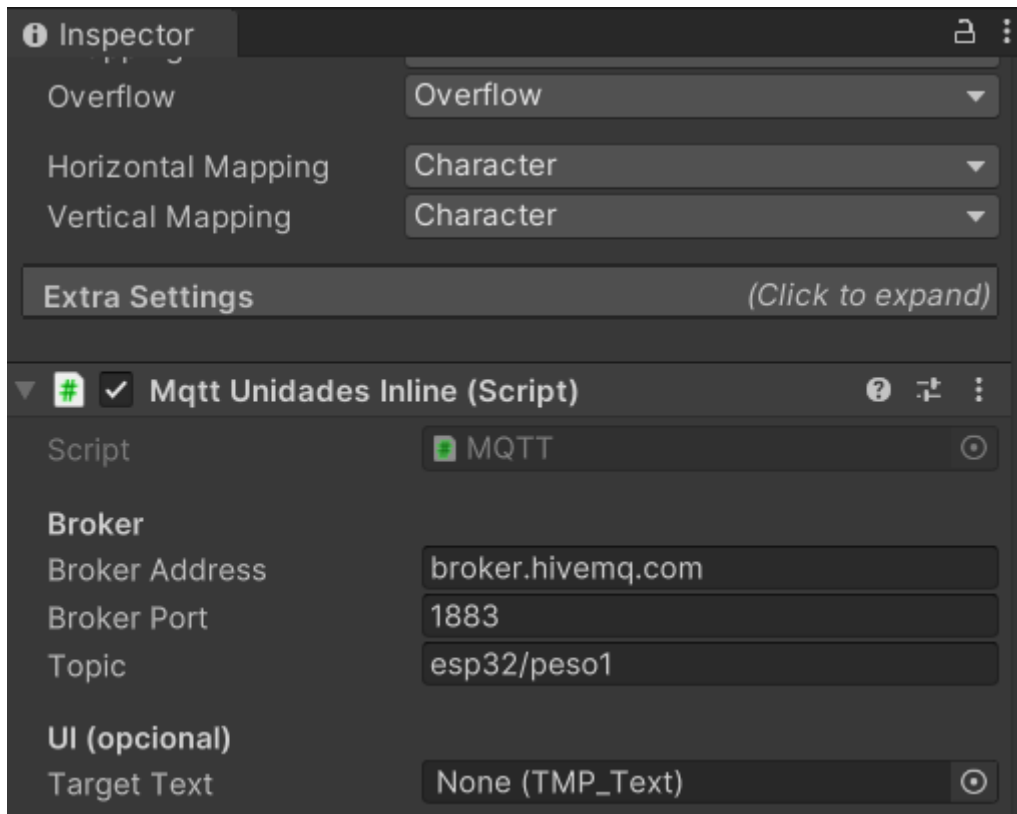 Inspector
Overflow Overflow
Horizontal Mapping Character
Vertical Mapping Character
Extra Settings (Click to expand)
# Mqtt Unidades Inline (Script)
Script # MQTT
Broker
Broker Address broker.hivemq.com
Broker Port 1883
Topic esp32/peso1
UI (opcional)
Target Text None (TMP_Text)